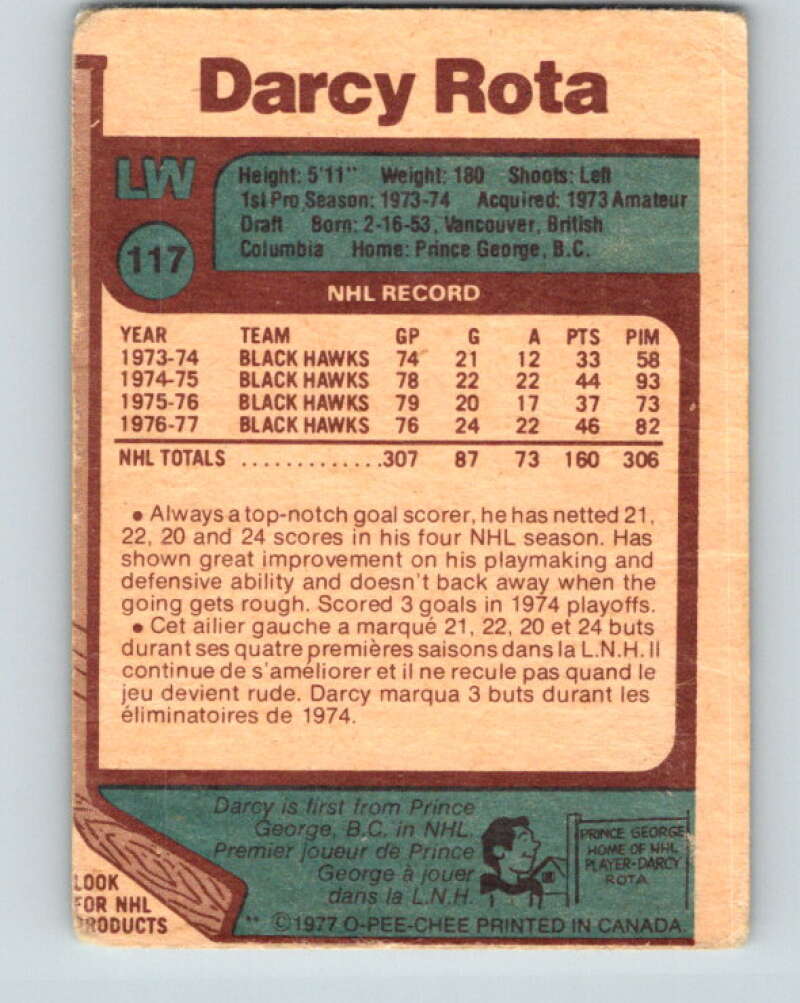 Darcy Rota
LW
117
Height: 5'11" Weight: 180 Shoots: Left
1st Pro Season: 1973-74 Acquired: 1973 Amateur
Draft Born: 2-16-53, Vancouver, British
Columbia Home: Prince George, B.C.
NHL RECORD
YEAR TEAM GP G A PTS PIM
1973-74 BLACK HAWKS 74 21 12 33 58
1974-75 BLACK HAWKS 78 22 22 44 93
1975-76 BLACK HAWKS 79 20 17 37 73
1976-77 BLACK HAWKS 76 24 22 46 82
NHL TOTALS .............307 87 73 160 306
• Always a top-notch goal scorer, he has netted 21,
22, 20 and 24 scores in his four NHL season. Has
shown great improvement on his playmaking and
defensive ability and doesn't back away when the
going gets rough. Scored 3 goals in 1974 playoffs.
• Cet ailier gauche a marqué 21, 22, 20 et 24 buts
durant ses quatre premières saisons dans la L.N.H. Il
continue de s'améliorer et il ne recule pas quand le
jeu devient rude. Darcy marqua 3 buts durant les
éliminatoires de 1974.
Darcy is first from Prince
George, B.C. in NHL.
Premier joueur de Prince
George à jouer
dans la L.N.H.
PRINCE GEORGE
HOME OF NHL
PLAYER-DARCY
ROTA
LOOK
FOR NHL
PRODUCTS
** ©1977 O-PEE-CHEE PRINTED IN CANADA.